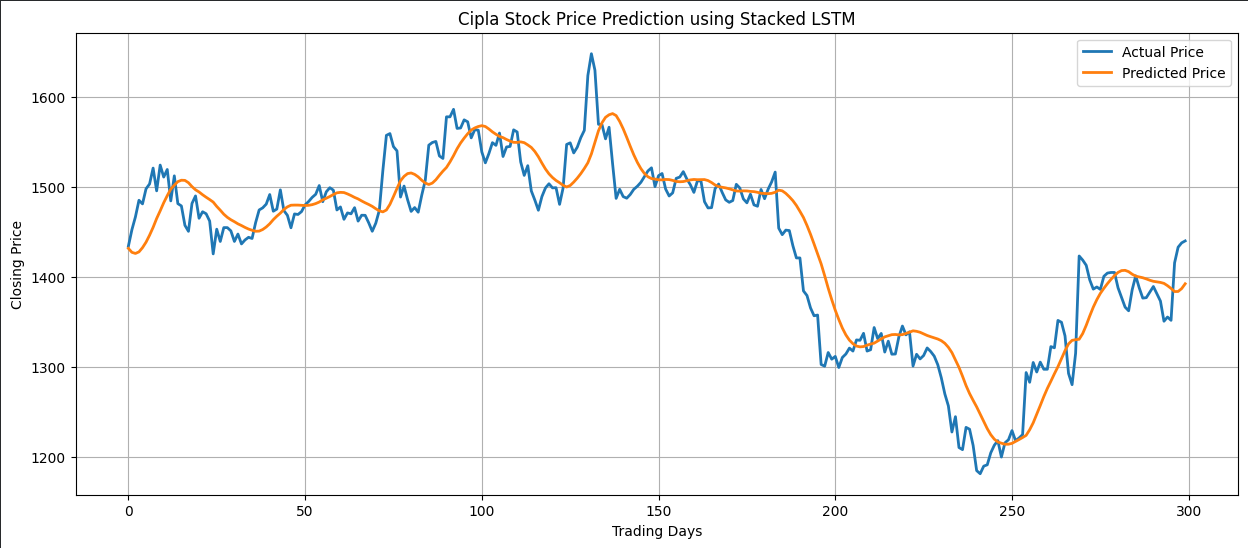 Cipla Stock Price Prediction using Stacked LSTM
Actual Price
Predicted Price
Closing Price
1600
1500
1400
1300
1200
0 50 100 150 200 250 300
Trading Days